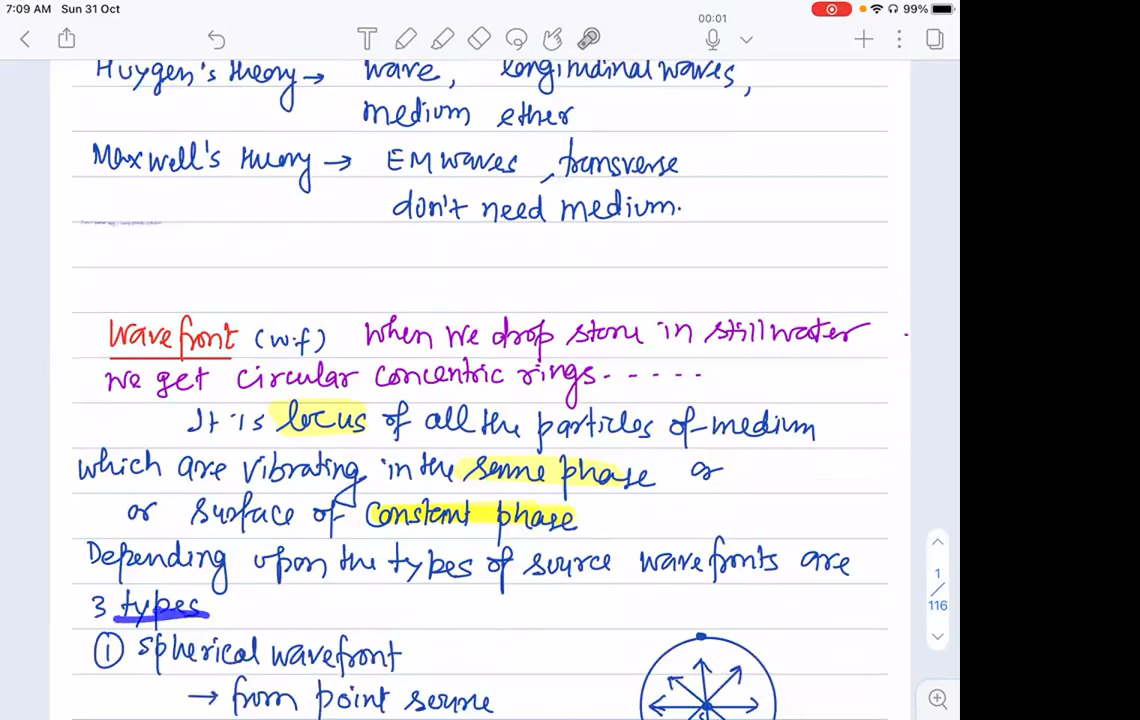 7:09 AM Sun 31 Oct
99%
00:01
Huygen's theory → wave, longitudinal waves,
medium ether
Maxwell's theory → EM waves, transverse
don't need medium.
Wavefront (w.f) When we drop stone in still water
we get circular concentric rings.-----
It is locus of all the particles of medium
which are vibrating in the same phase or
or surface of constant phase
Depending upon the types of source wavefronts are
3 types
① spherical wavefront
→ from point source
1
/
116